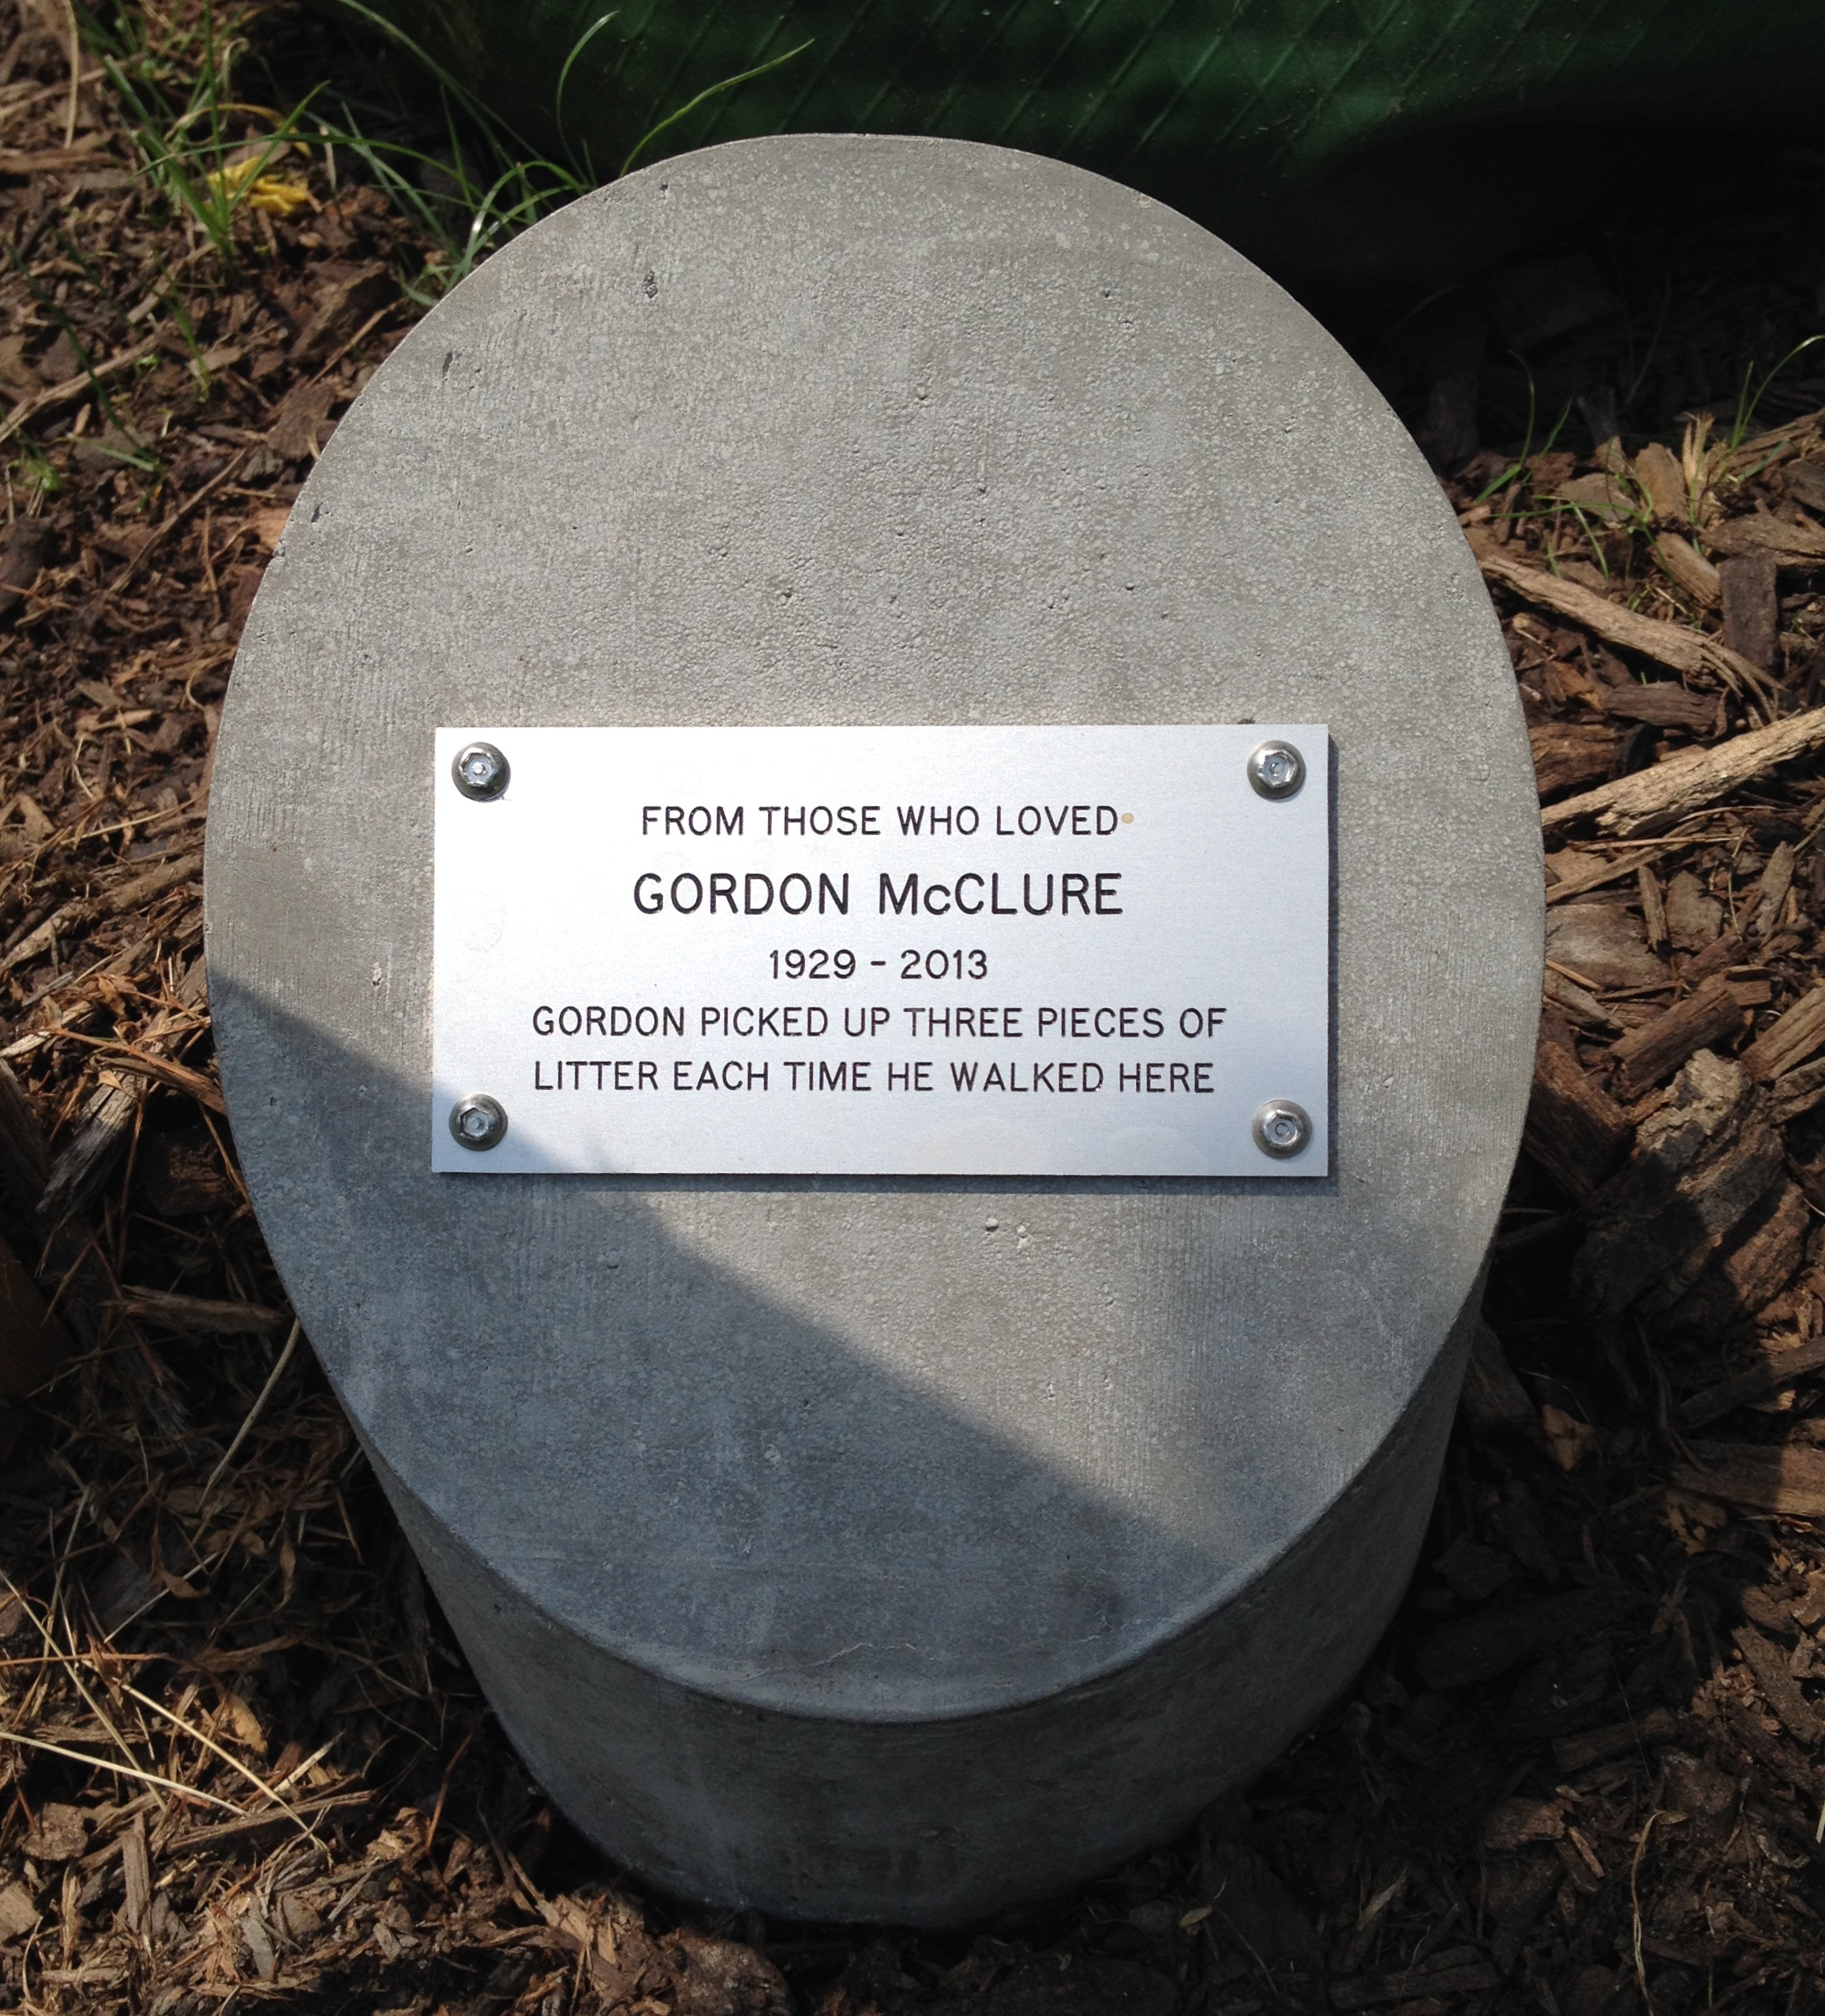 FROM THOSE WHO LOVED
GORDON McCLURE
1929 - 2013
GORDON PICKED UP THREE PIECES OF
LITTER EACH TIME HE WALKED HERE